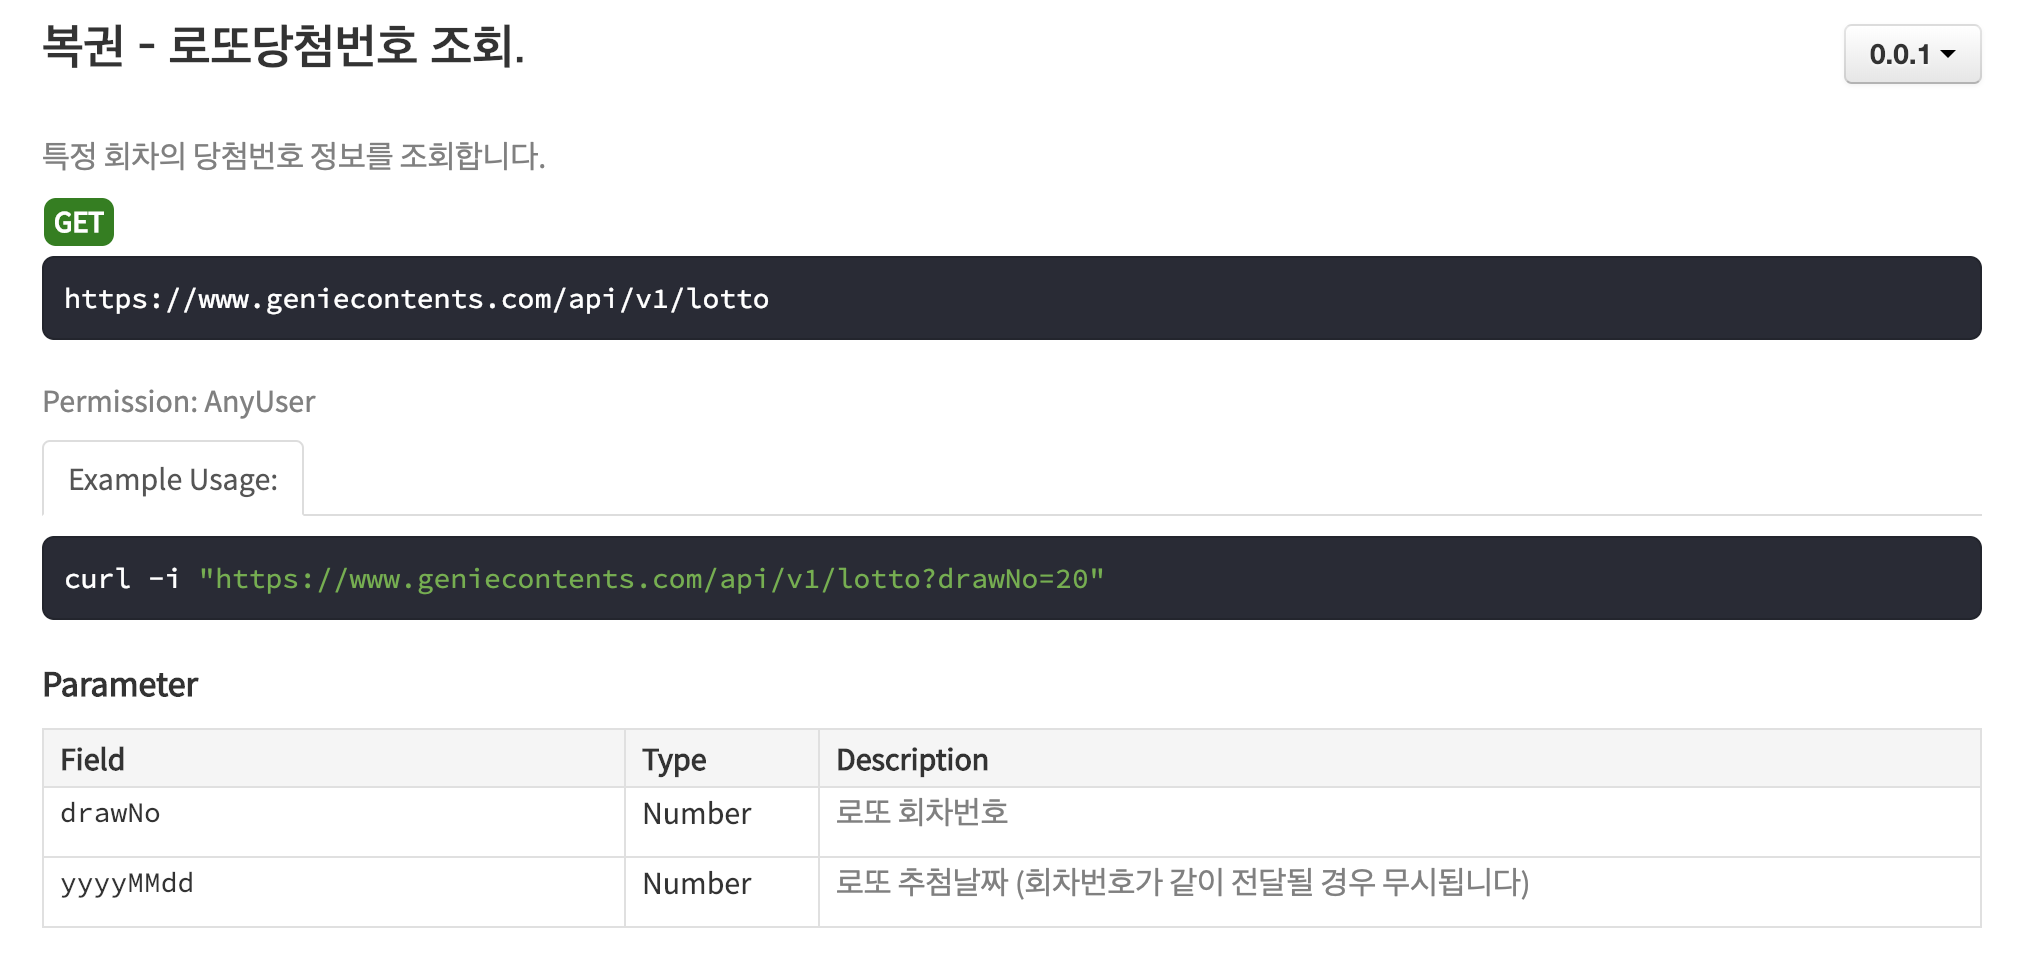 복권 - 로또당첨번호 조회.
0.0.1
특정 회차의 당첨번호 정보를 조회합니다.
GET
https://www.geniecontents.com/api/v1/lotto
Permission: AnyUser
Example Usage:
curl -i "https://www.geniecontents.com/api/v1/lotto?drawNo=20"
Parameter
Field Type Description
drawNo Number 로또 회차번호
yyyyMMdd Number 로또 추첨날짜 (회차번호가 같이 전달될 경우 무시됩니다)